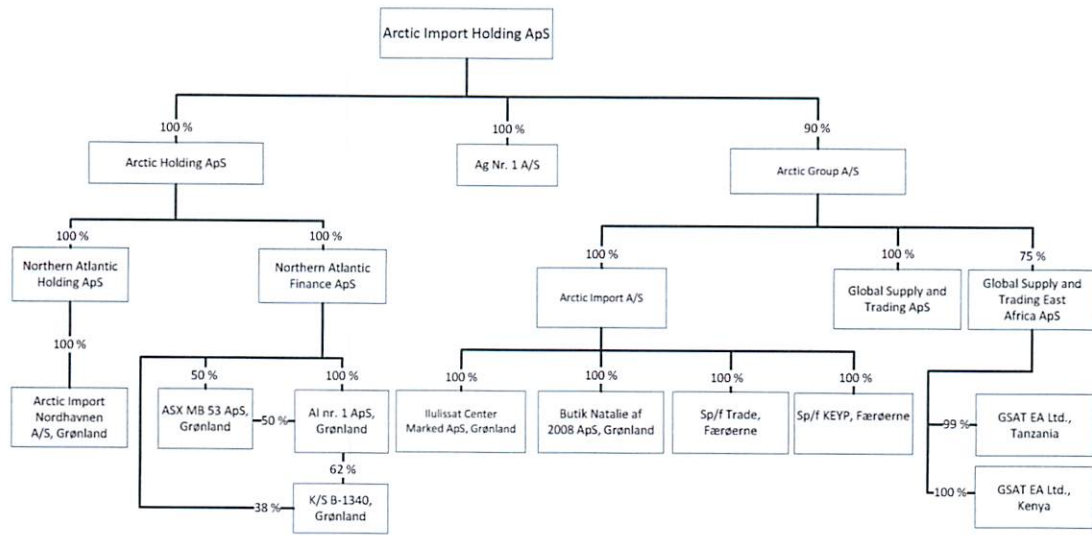 Arctic Import Holding ApS
100 %
100 %
90 %
Arctic Holding ApS
Ag Nr. 1 A/S
Arctic Group A/S
100 %
100 %
100 %
100 %
75 %
Northern Atlantic
Holding ApS
Northern Atlantic
Finance ApS
Arctic Import A/S
Global Supply and
Trading ApS
Global Supply and
Trading East
Africa ApS
100 %
50 %
100 %
100 %
100 %
100 %
100 %
Arctic Import
Nordhavnen
A/S, Grønland
ASX MB 53 ApS,
Grønland
50 %
AI nr. 1 ApS,
Grønland
Ilulissat Center
Marked ApS, Grønland
Butik Natalie af
2008 ApS, Grønland
Sp/f Trade,
Færøerne
Sp/f KEYP, Færøerne
99 %
GSAT EA Ltd.,
Tanzania
62 %
38 %
K/S B-1340,
Grønland
100 %
GSAT EA Ltd.,
Kenya